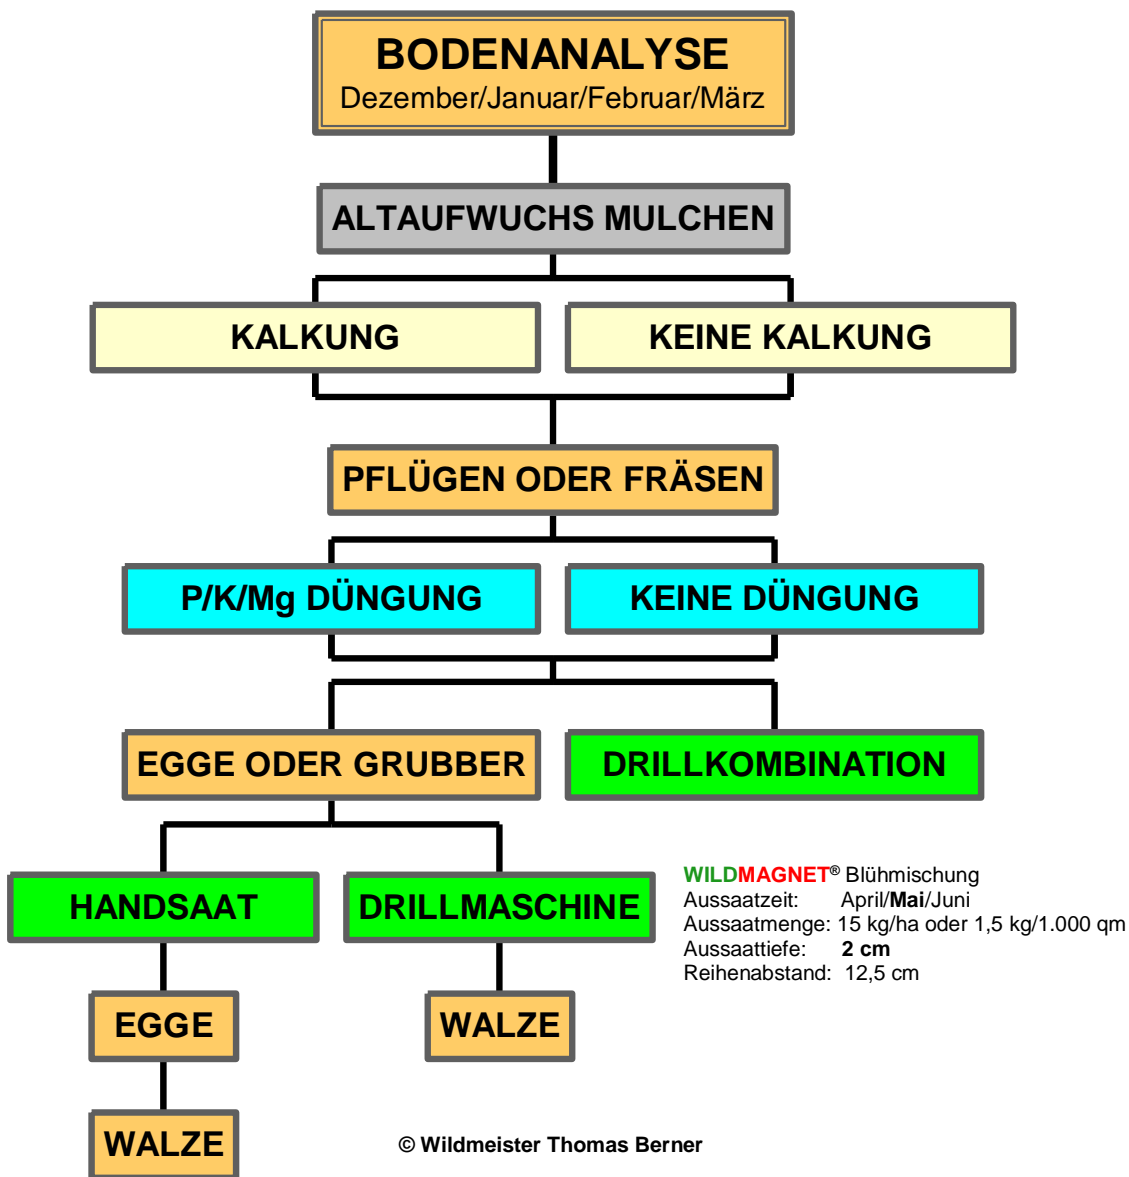 BODENANALYSE
Dezember/Januar/Februar/März
ALTAUFWUCHS MULCHEN
KALKUNG
KEINE KALKUNG
PFLÜGEN ODER FRÄSEN
P/K/Mg DÜNGUNG
KEINE DÜNGUNG
EGGE ODER GRUBBER
DRILLKOMBINATION
HANDSAAT
DRILLMASCHINE
WILDMAGNET® Blühmischung
Aussaatzeit: April/Mai/Juni
Aussaatmenge: 15 kg/ha oder 1,5 kg/1.000 qm
Aussaattiefe: 2 cm
Reihenabstand: 12,5 cm
EGGE
WALZE
WALZE
© Wildmeister Thomas Berner